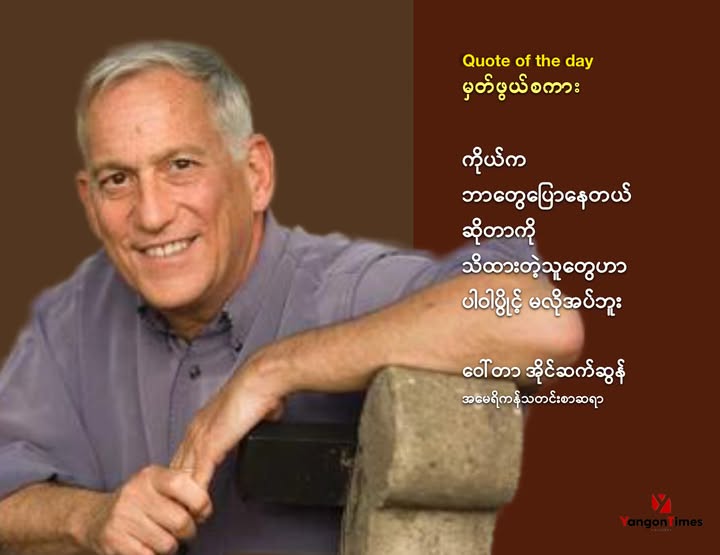 Quote of the day
မှတ်ဖွယ်စကား
ကိုယ်က
ဘာတွေပြောနေတယ်
ဆိုတာကို
သိထားတဲ့သူတွေဟာ
ပါဝါပွိုင့် မလိုအပ်ဘူး
ဝေါ်တာ အိုင်ဆက်ဆွန်
အမေရိကန်သတင်းစာဆရာ
YangonTimes